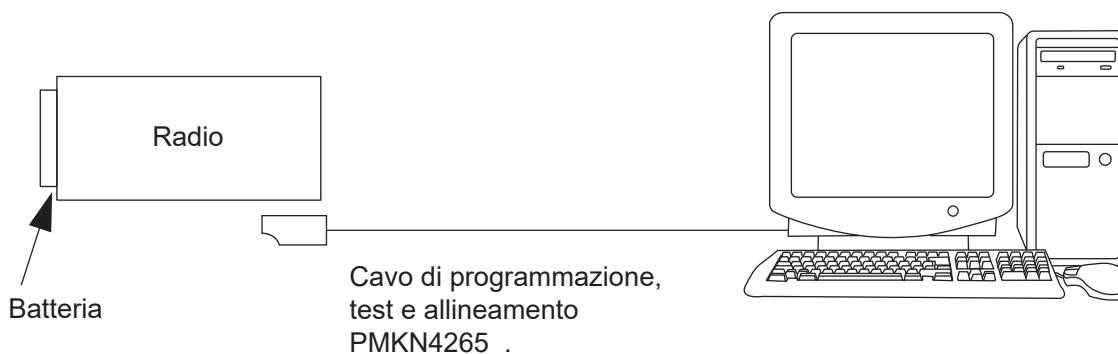 Radio
Batteria
Cavo di programmazione,
test e allineamento
PMKN4265 .